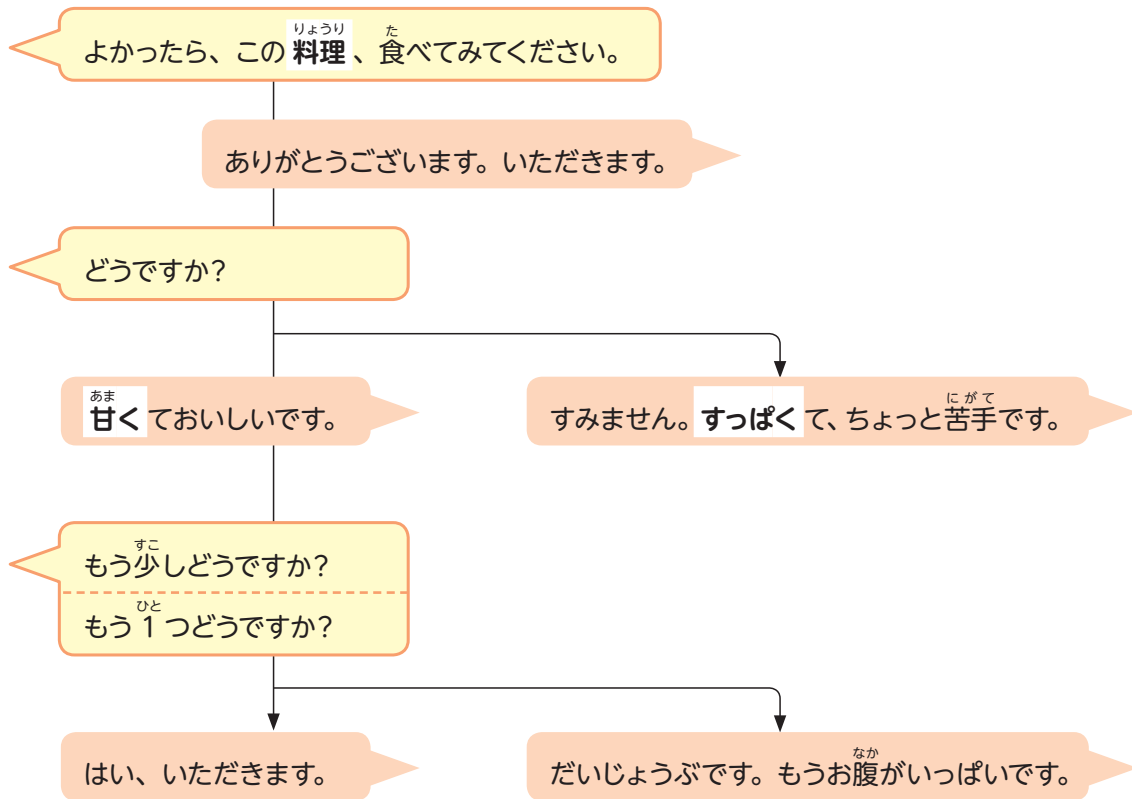 よかったら、この料理、食べてみてください。
ありがとうございます。いただきます。
どうですか？
甘くておいしいです。
すみません。すっぱくて、ちょっと苦手です。
もう少しどうですか？
もう1つどうですか？
はい、いただきます。
だいじょうぶです。もうお腹がいっぱいです。